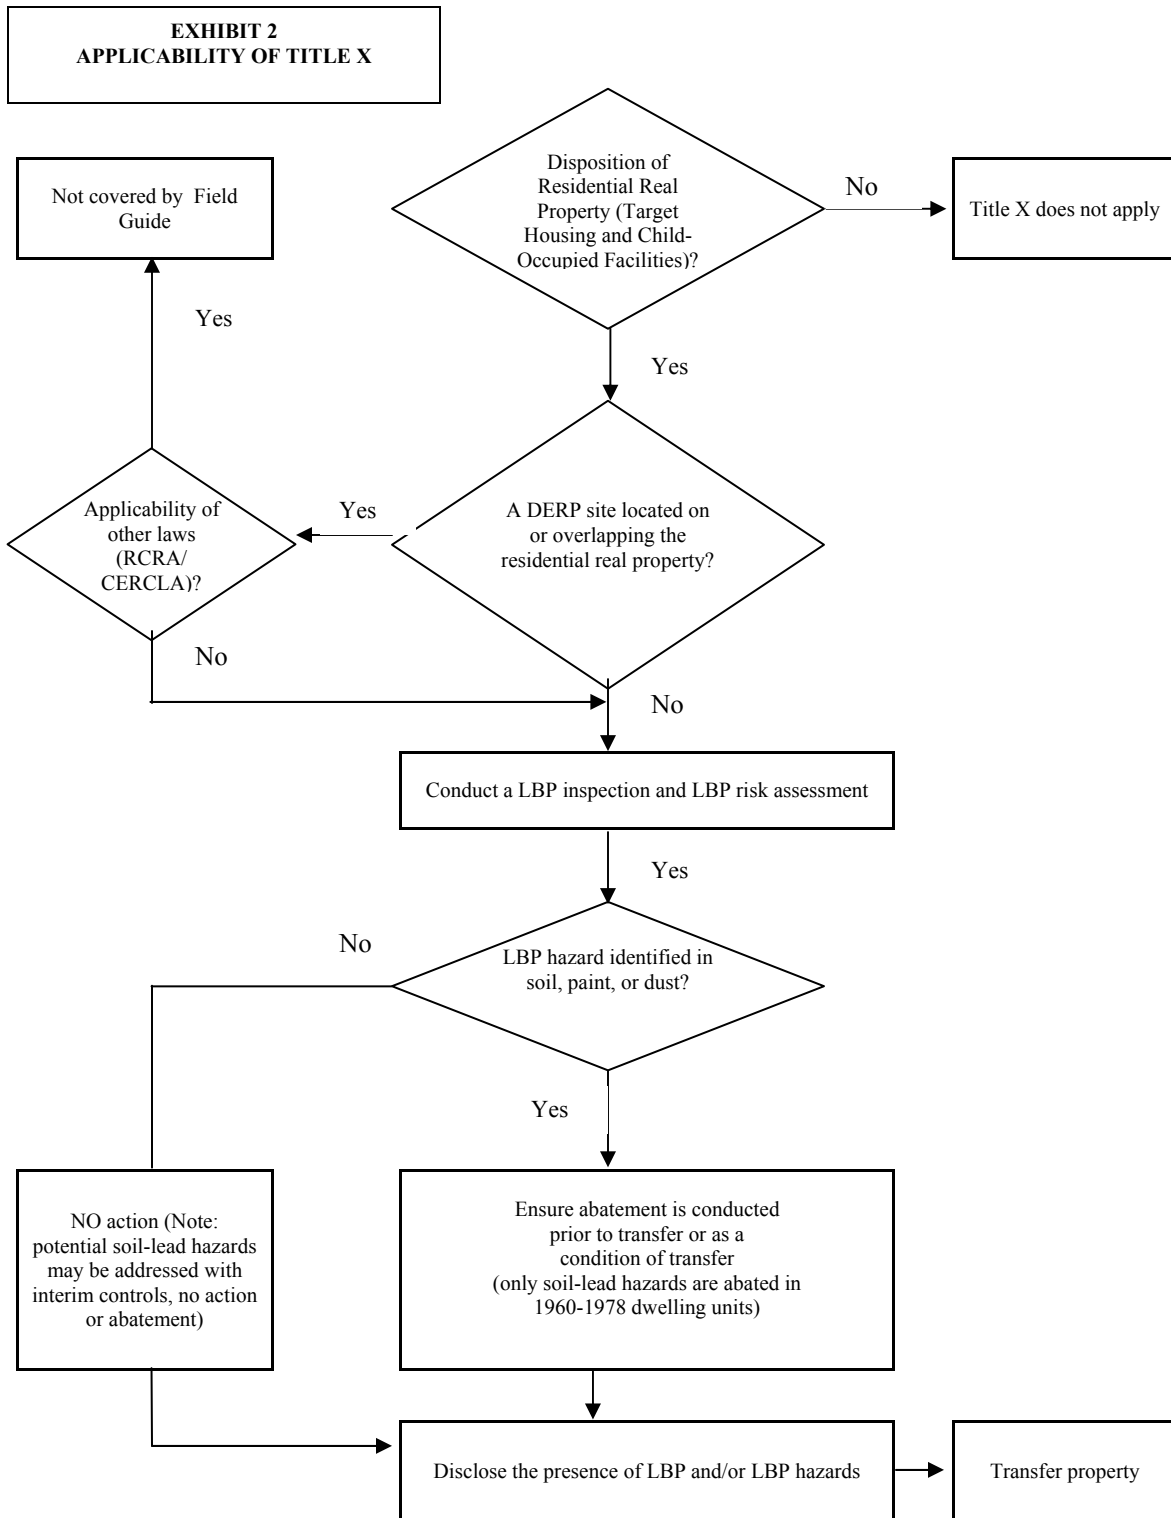 EXHIBIT 2
APPLICABILITY OF TITLE X
Disposition of
Residential Real
Property (Target
Housing and Child-
Occupied Facilities)?
No
Title X does not apply
Not covered by Field
Guide
Yes
Yes
Applicability of
other laws
(RCRA/
CERCLA)?
Yes
A DERP site located on
or overlapping the
residential real property?
No
No
Conduct a LBP inspection and LBP risk assessment
Yes
No
LBP hazard identified in
soil, paint, or dust?
Yes
NO action (Note:
potential soil-lead hazards
may be addressed with
interim controls, no action
or abatement)
Ensure abatement is conducted
prior to transfer or as a
condition of transfer
(only soil-lead hazards are abated in
1960-1978 dwelling units)
Disclose the presence of LBP and/or LBP hazards
Transfer property